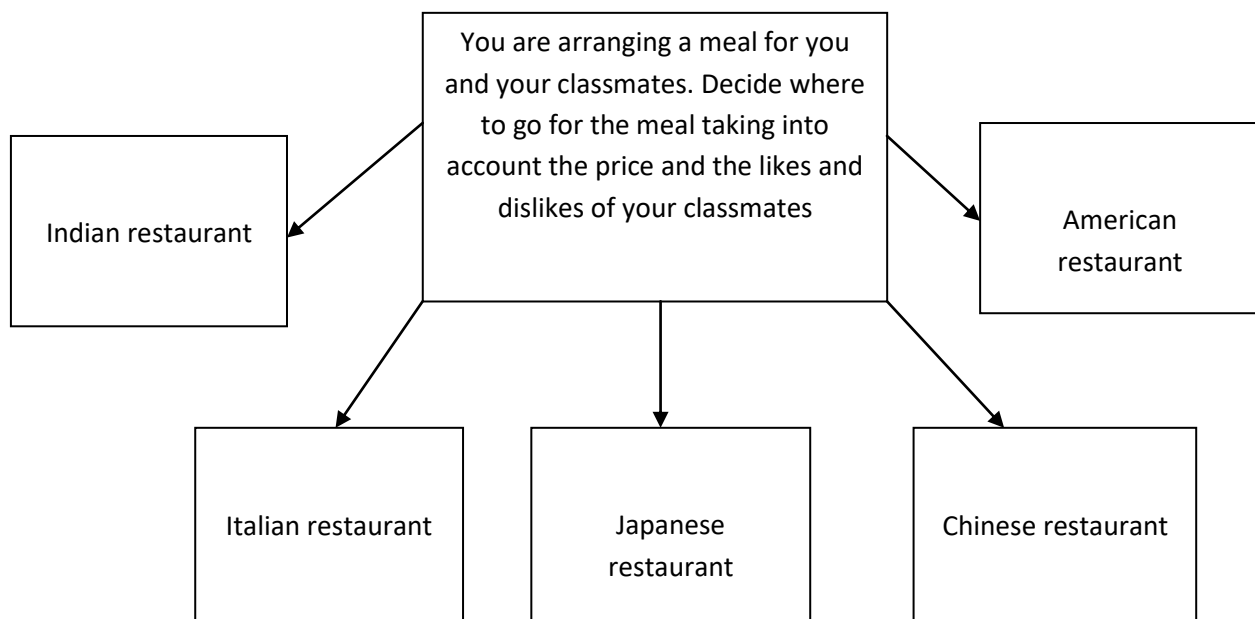 You are arranging a meal for you
and your classmates. Decide where
to go for the meal taking into
account the price and the likes and
dislikes of your classmates
Indian restaurant
American
restaurant
Italian restaurant
Japanese
restaurant
Chinese restaurant